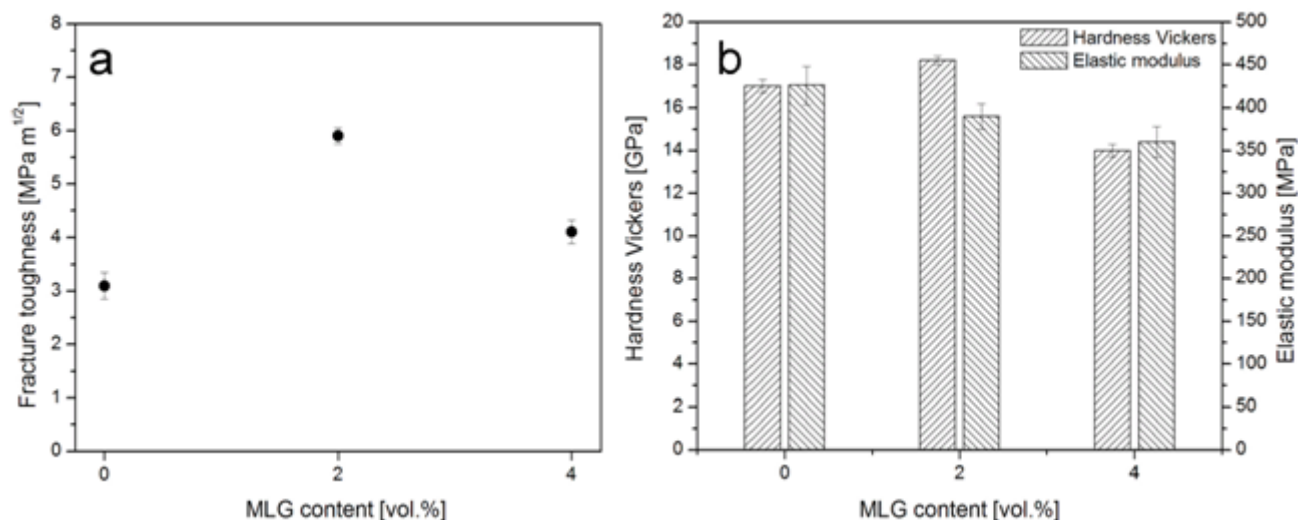 a
Fracture toughness [MPa m1/2]
8
7
6
5
4
3
2
1
0
0 2 4
MLG content [vol.%]
b
Hardness Vickers
Elastic modulus
Hardness Vickers [GPa]
20
18
16
14
12
10
8
6
4
2
0
0 2 4
MLG content [vol.%]
500
450
400
350
300
250
200
150
100
50
0
Elastic modulus [MPa]